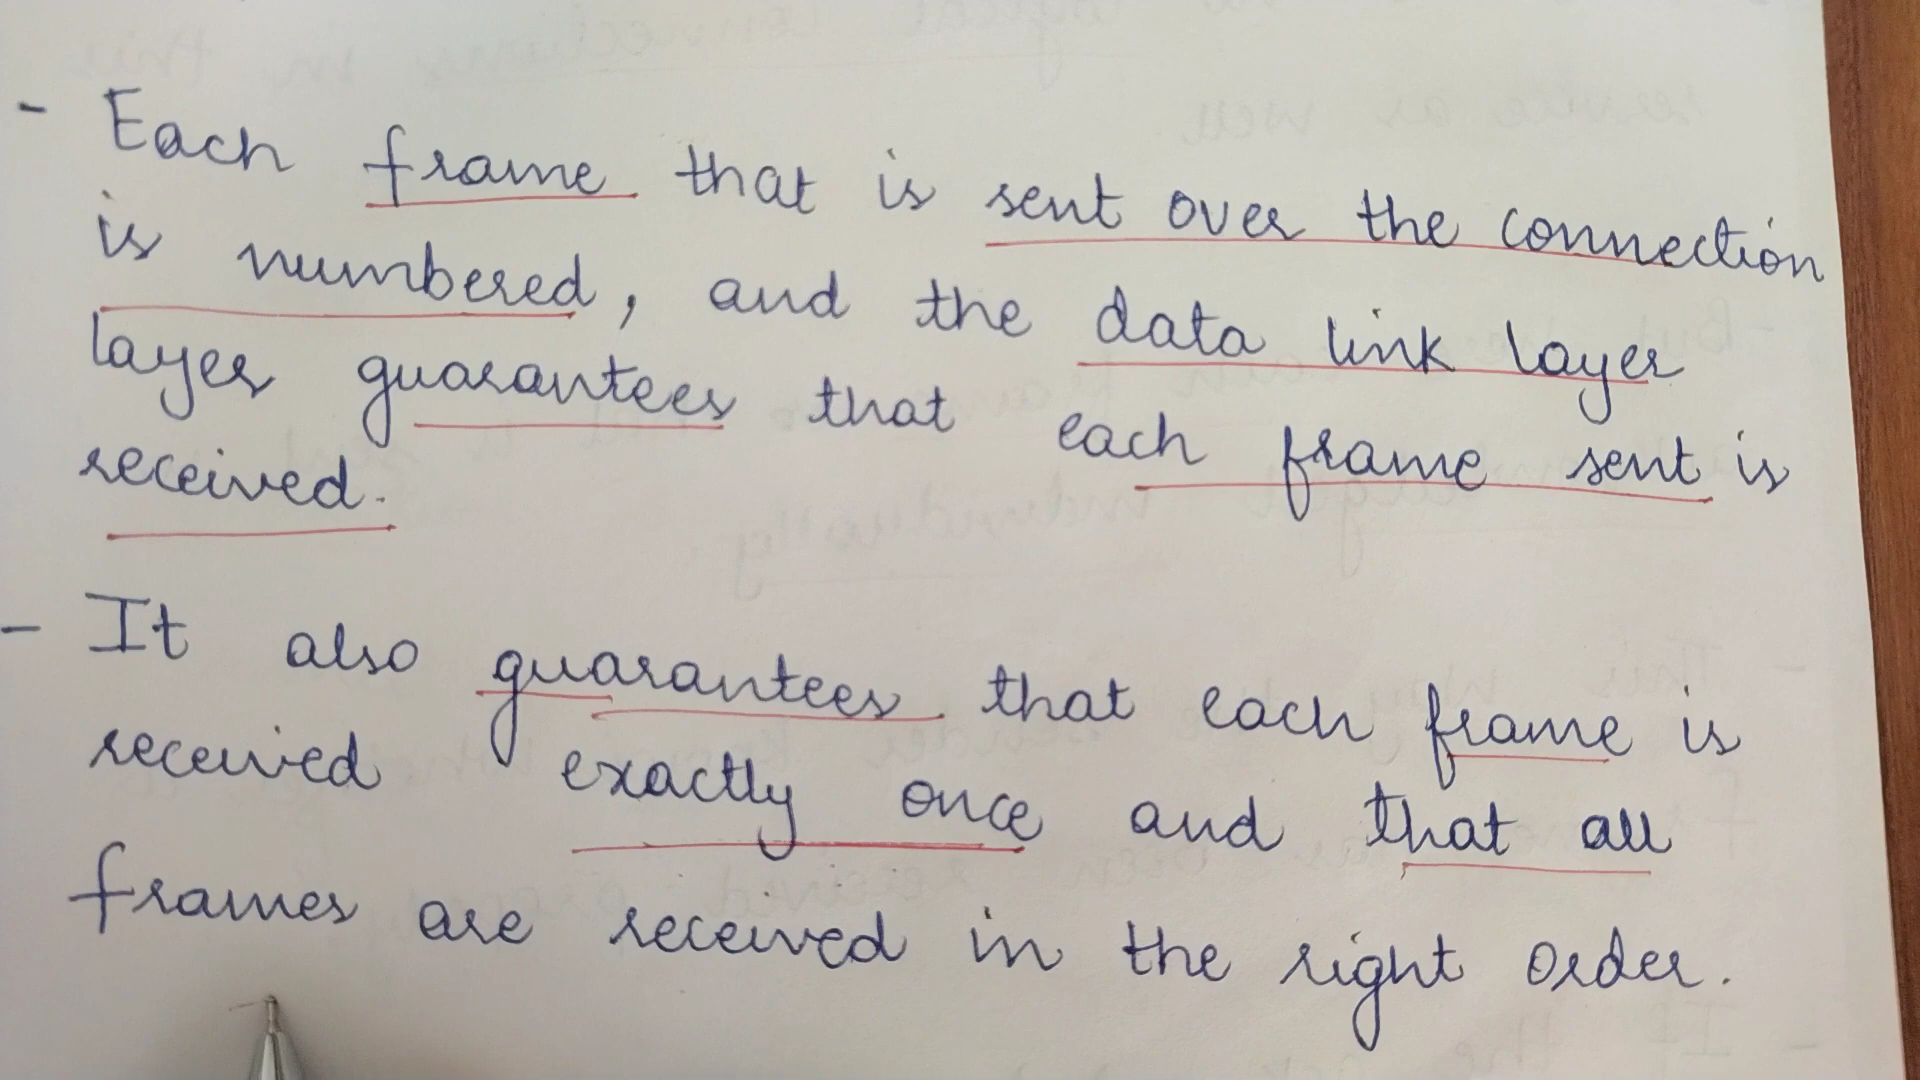 - Each frame that is sent over the connection
is numbered, and the data link layer
layer guarantees that each frame sent is
received.
- It also guarantees that each frame is
received exactly once and that all
frames are received in the right order.